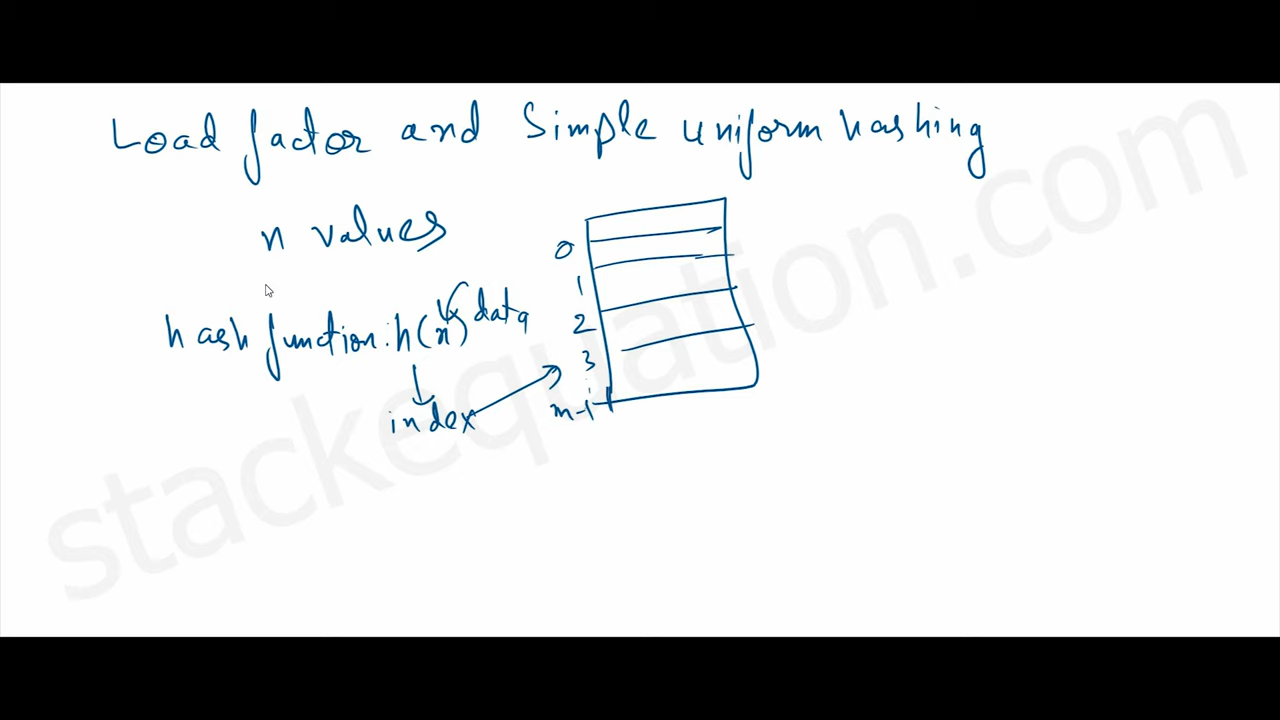 Load factor and Simple uniform hashing
n values
hash function: h(x) data
index
0
1
2
3
m-1
stackequation.com